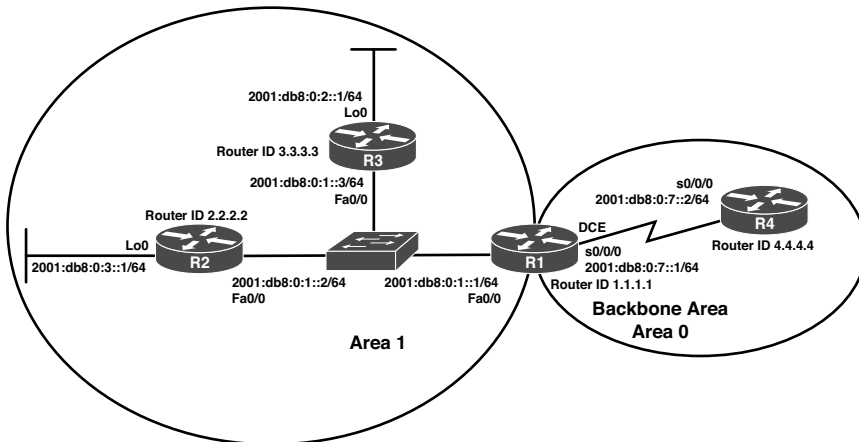 2001:db8:0:2::1/64
Lo0
Router ID 3.3.3.3
R3
2001:db8:0:1::3/64
Fa0/0
Router ID 2.2.2.2
Lo0
2001:db8:0:3::1/64
R2
2001:db8:0:1::2/64
Fa0/0
2001:db8:0:1::1/64
Fa0/0
R1
DCE
s0/0/0
2001:db8:0:7::1/64
Router ID 1.1.1.1
s0/0/0
2001:db8:0:7::2/64
R4
Router ID 4.4.4.4
Backbone Area
Area 0
Area 1